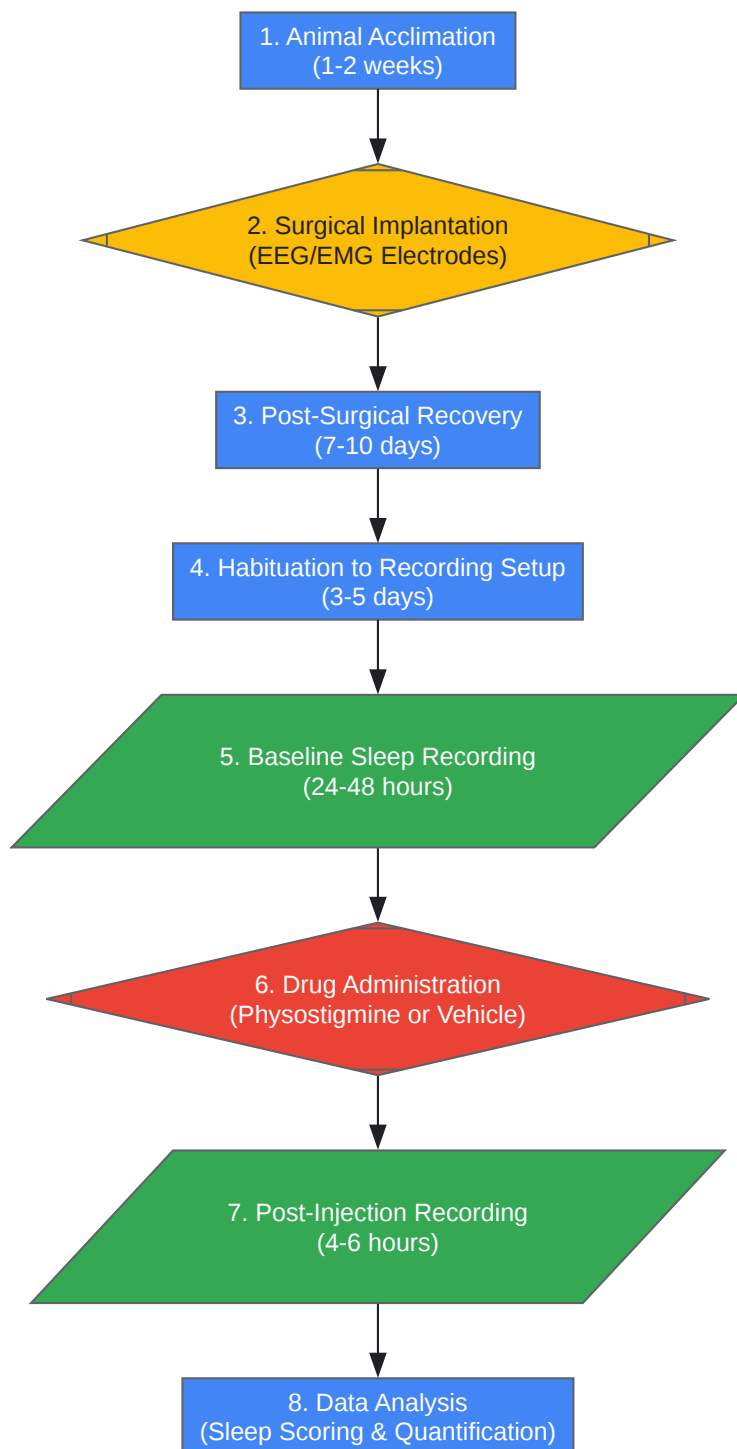 1. Animal Acclimation
(1-2 weeks)
2. Surgical Implantation
(EEG/EMG Electrodes)
3. Post-Surgical Recovery
(7-10 days)
4. Habituation to Recording Setup
(3-5 days)
5. Baseline Sleep Recording
(24-48 hours)
6. Drug Administration
(Physostigmine or Vehicle)
7. Post-Injection Recording
(4-6 hours)
8. Data Analysis
(Sleep Scoring & Quantification)